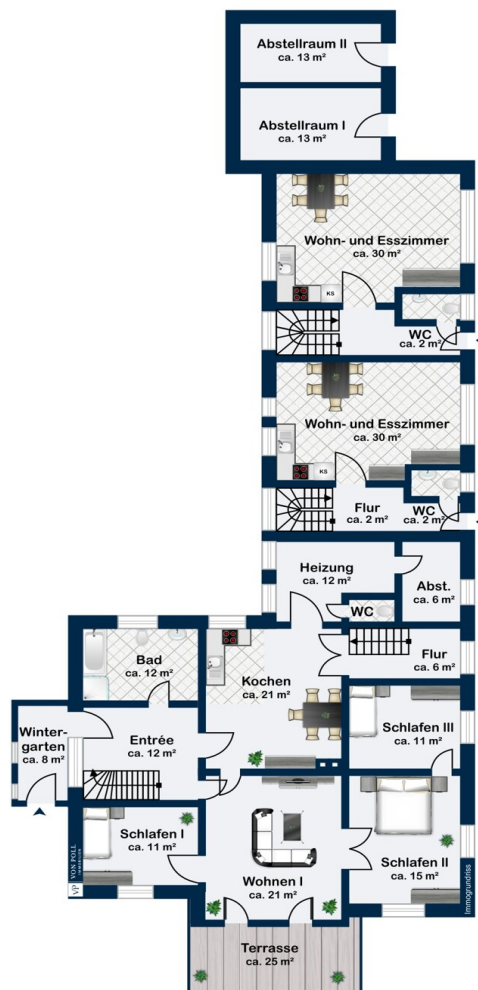 Abstellraum II
ca. 13 m²
Abstellraum I
ca. 13 m²
Wohn- und Esszimmer
ca. 30 m²
KS
WC
ca. 2 m²
Wohn- und Esszimmer
ca. 30 m²
KS
Flur
ca. 2 m²
WC
ca. 2 m²
Heizung
ca. 12 m²
Abst.
ca. 6 m²
WC
Bad
ca. 12 m²
Kochen
ca. 21 m²
Flur
ca. 6 m²
Winter-
garten
ca. 8 m²
Entrée
ca. 12 m²
Schlafen III
ca. 11 m²
Schlafen I
ca. 11 m²
Wohnen I
ca. 21 m²
Schlafen II
ca. 15 m²
VP
VON POLL
IMMOBILIEN
Immogrundriss
Terrasse
ca. 25 m²